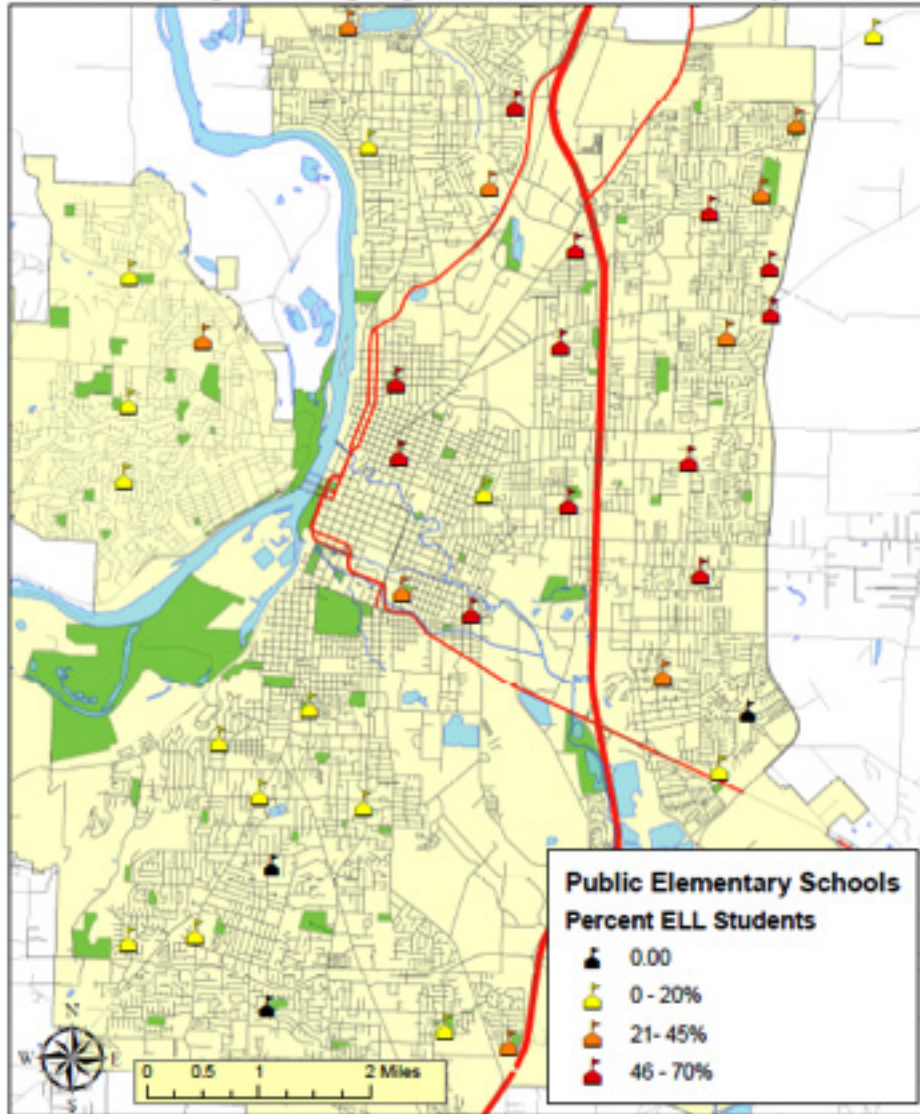 Public Elementary Schools
Percent ELL Students
0.00
0 - 20%
21 - 45%
46 - 70%
N
W E
S
0 0.5 1 2 Miles